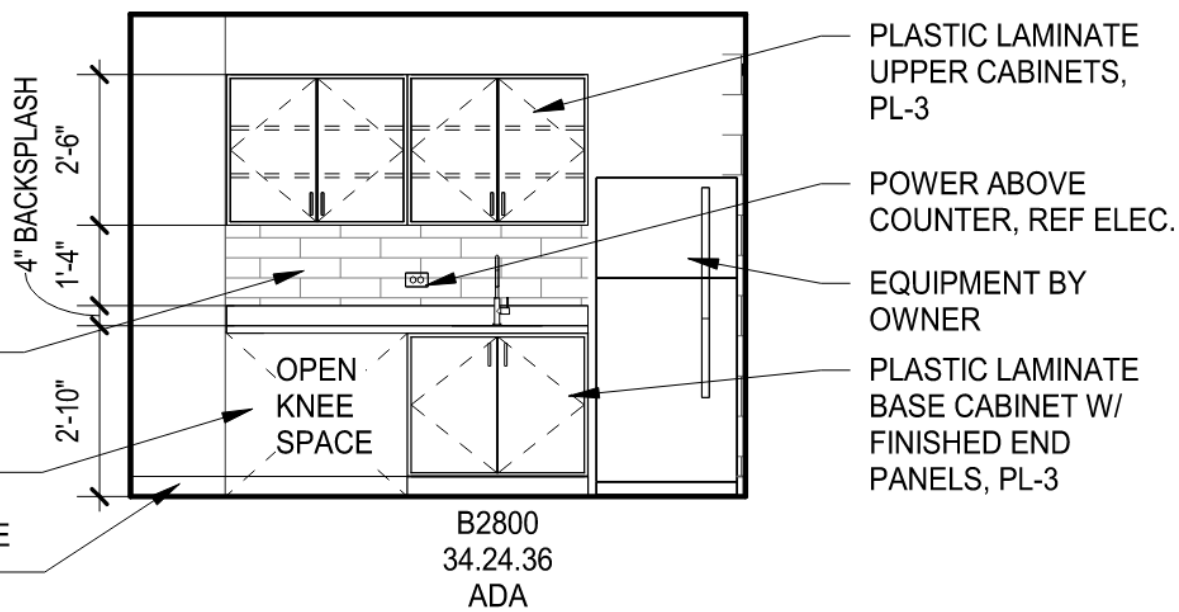 PLASTIC LAMINATE
UPPER CABINETS,
PL-3
4" BACKSPLASH
2'-6"
POWER ABOVE
COUNTER, REF ELEC.
1'-4"
EQUIPMENT BY
OWNER
PLASTIC LAMINATE
BASE CABINET W/
FINISHED END
PANELS, PL-3
2'-10"
OPEN
KNEE
SPACE
E
B2800
34.24.36
ADA